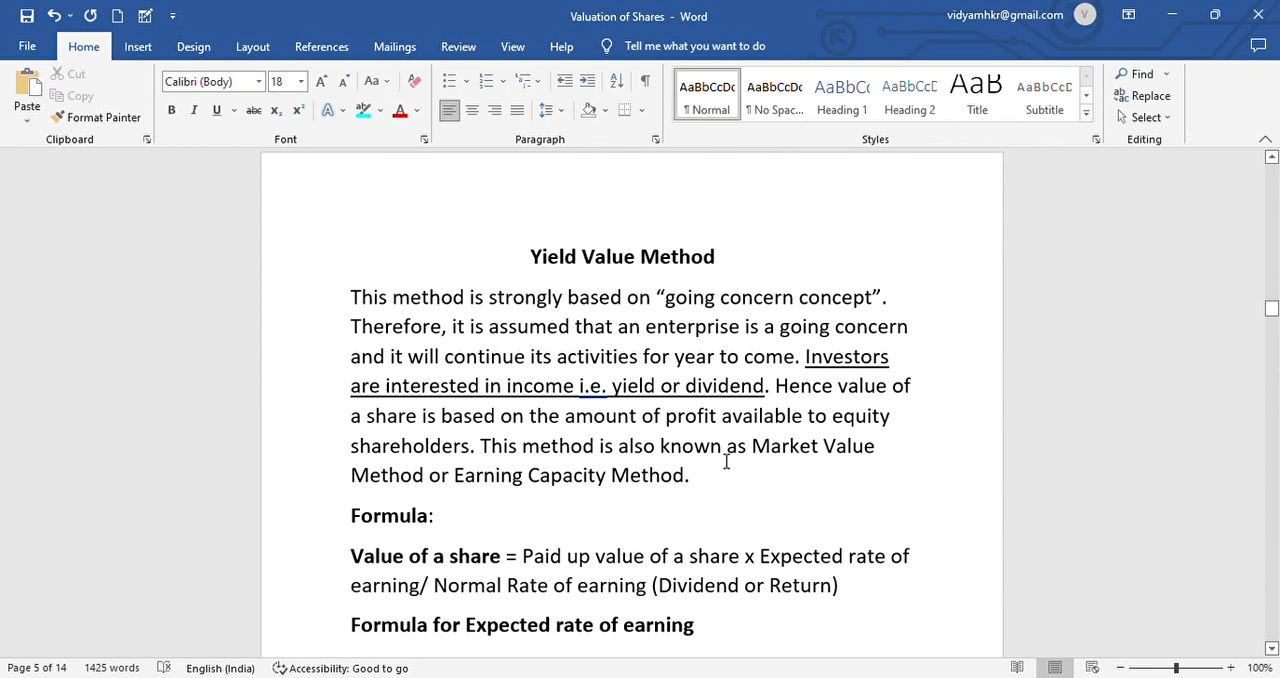 Valuation of Shares - Word
vidyamhkr@gmail.com
V
File Home Insert Design Layout References Mailings Review View Help Tell me what you want to do
Paste
Cut
Copy
Format Painter
Clipboard
Calibri (Body) 18
Font
Paragraph
AaBbCcDc AaBbCcDc AaBbC AaBbCcC AaB AaBbCcC
¶ Normal ¶ No Spac... Heading 1 Heading 2 Title Subtitle
Styles
Find
Replace
Select
Editing
Yield Value Method
This method is strongly based on “going concern concept”.
Therefore, it is assumed that an enterprise is a going concern
and it will continue its activities for year to come. Investors
are interested in income i.e. yield or dividend. Hence value of
a share is based on the amount of profit available to equity
shareholders. This method is also known as Market Value
Method or Earning Capacity Method.
Formula:
Value of a share = Paid up value of a share x Expected rate of
earning/ Normal Rate of earning (Dividend or Return)
Formula for Expected rate of earning
Page 5 of 14 1425 words English (India) Accessibility: Good to go 100%